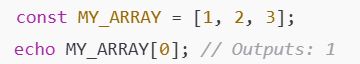 const MY_ARRAY = [1, 2, 3];
echo MY_ARRAY[0]; // Outputs: 1